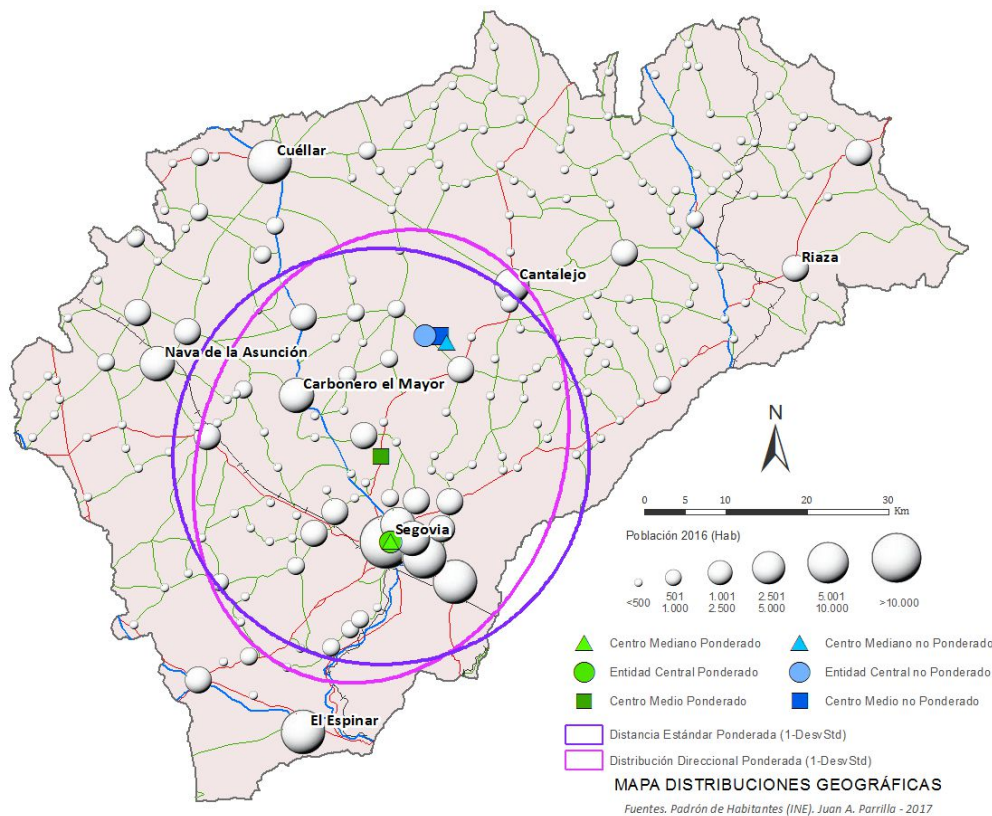 Cuéllar
Cantalejo
Riaza
Nava de la Asunción
Carbonero el Mayor
Segovia
El Espinar
N
0 5 10 20 30
Km
Población 2016 (Hab)
<500
501 1.001 2.501 5.001 >10.000
1.000 2.500 5.000 10.000
Centro Mediano Ponderado
Centro Mediano no Ponderado
Entidad Central Ponderado
Entidad Central no Ponderado
Centro Medio Ponderado
Centro Medio no Ponderado
Distancia Estándar Ponderada (1-DesvStd)
Distribución Direccional Ponderada (1-DesvStd)
MAPA DISTRIBUCIONES GEOGRÁFICAS
Fuentes. Padrón de Habitantes (INE). Juan A. Parrilla - 2017